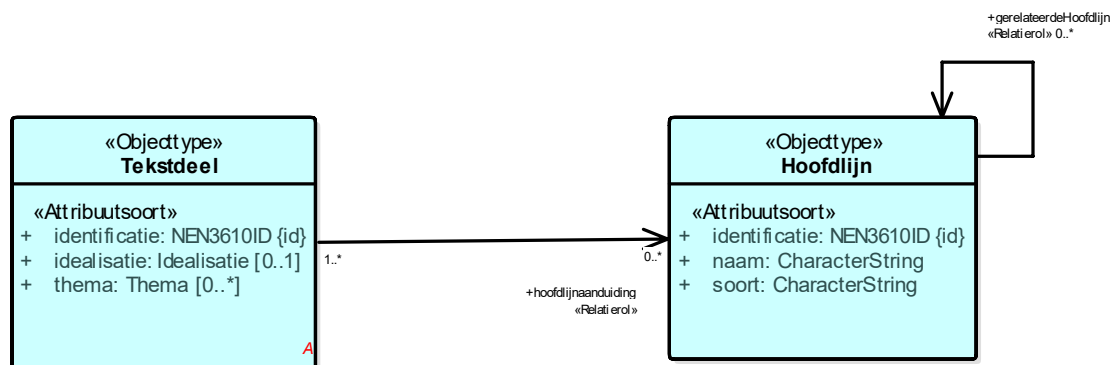 +gerelateerdeHoofdlijn
«Relatierol» 0..*
«Objecttype»
Tekstdeel
«Attribuutsoort»
+ identificatie: NEN3610ID {id}
+ idealisatie: Idealisatie [0..1]
+ thema: Thema [0..*]
A
1..*
0..*
+hoofdlijnaanduiding
«Relatierol»
«Objecttype»
Hoofdlijn
«Attribuutsoort»
+ identificatie: NEN3610ID {id}
+ naam: CharacterString
+ soort: CharacterString